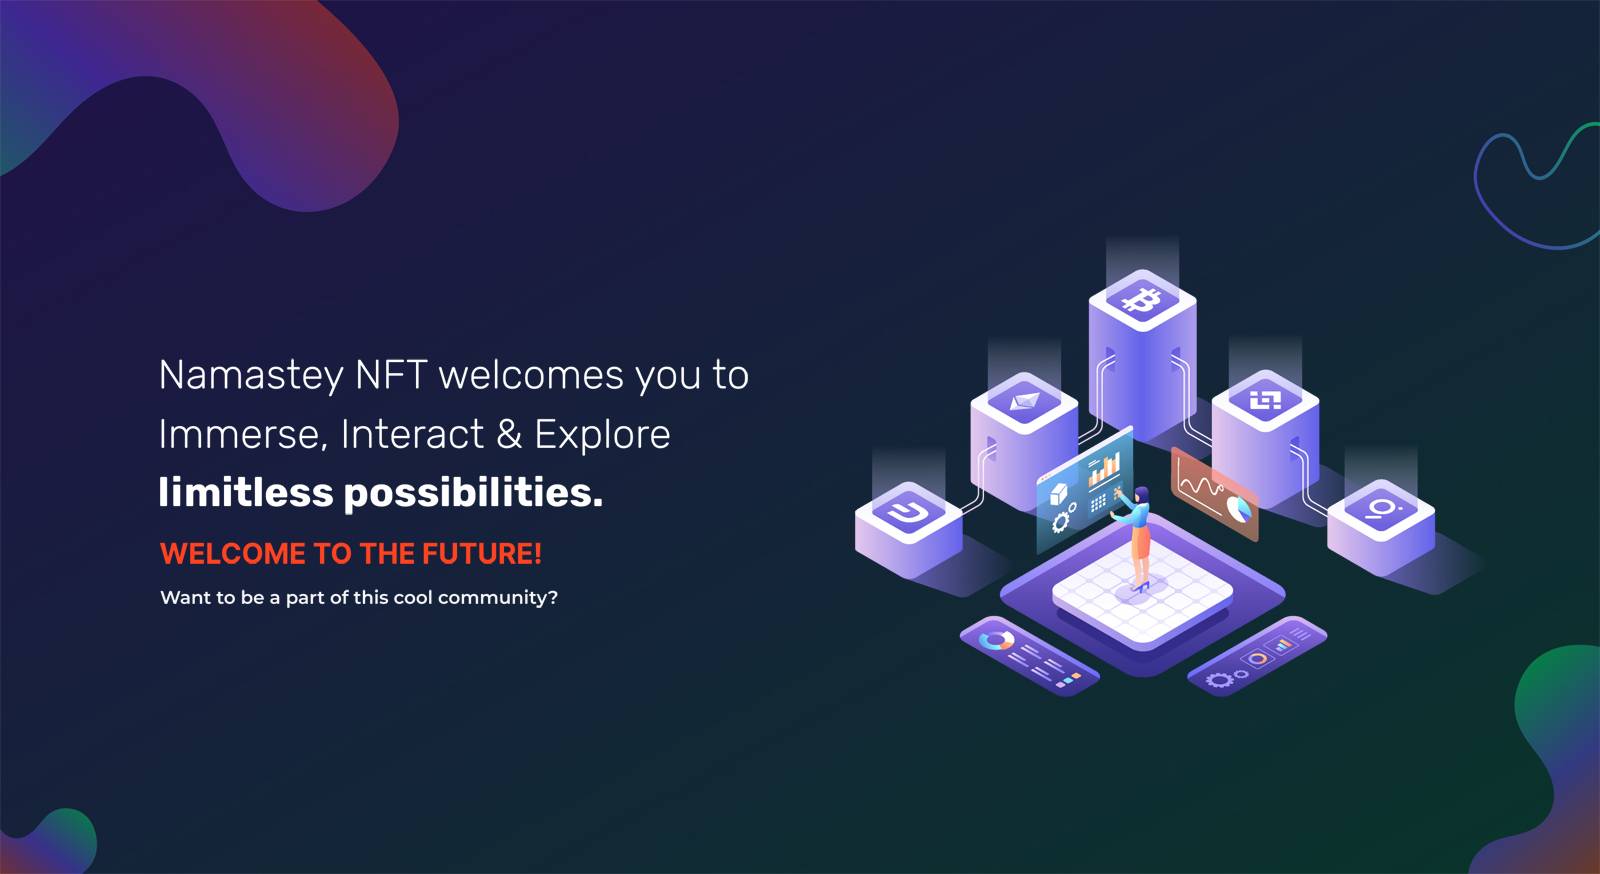 Namastey NFT welcomes you to
Immerse, Interact & Explore
limitless possibilities.
WELCOME TO THE FUTURE!
Want to be a part of this cool community?